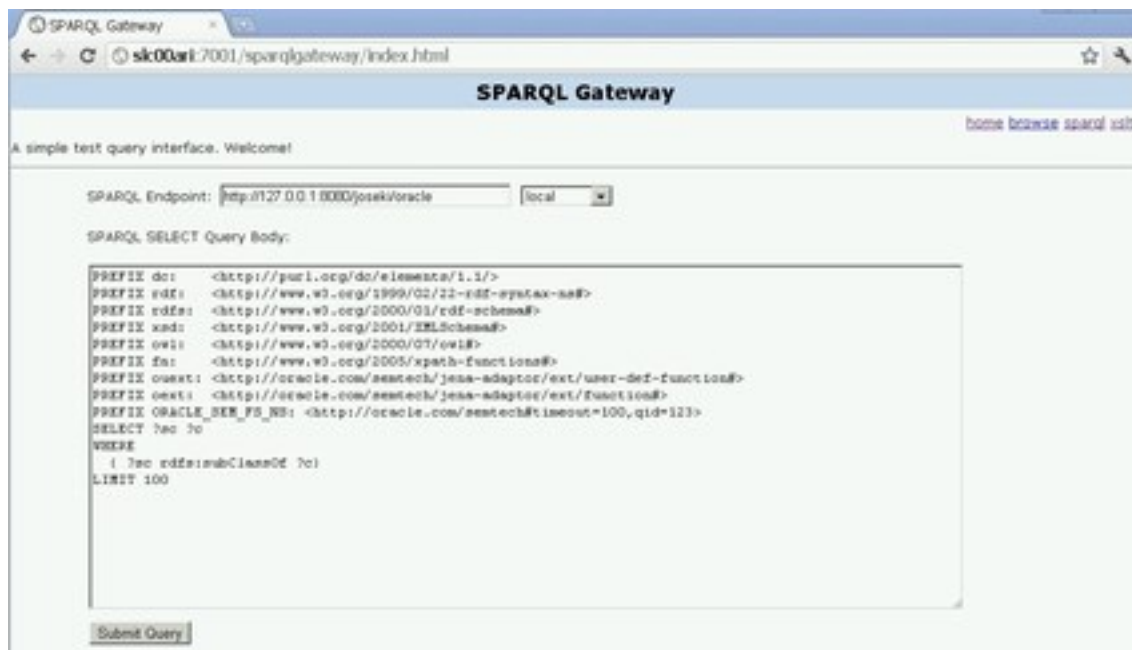 SPARQL Gateway
slc00ari:7001/sparqlgateway/index.html
SPARQL Gateway
home browse sparql xslt
A simple test query interface. Welcome!
SPARQL Endpoint: http://127.0.0.1:8080/joseki/oracle local
SPARQL SELECT Query Body:
PREFIX dc: <http://purl.org/dc/elements/1.1/>
PREFIX rdf: <http://www.w3.org/1999/02/22-rdf-syntax-ns#>
PREFIX rdfs: <http://www.w3.org/2000/01/rdf-schema#>
PREFIX xsd: <http://www.w3.org/2001/XMLSchema#>
PREFIX owl: <http://www.w3.org/2000/07/owl#>
PREFIX fn: <http://www.w3.org/2005/xpath-functions#>
PREFIX ouext: <http://oracle.com/semtech/jena-adaptor/ext/user-def-function#>
PREFIX oext: <http://oracle.com/semtech/jena-adaptor/ext/function#>
PREFIX ORACLE_SEM_FS_NS: <http://oracle.com/semtech#timeout=100,qid=123>
SELECT ?sc ?c
WHERE
{ ?sc rdfs:subClassOf ?c}
LIMIT 100
Submit Query